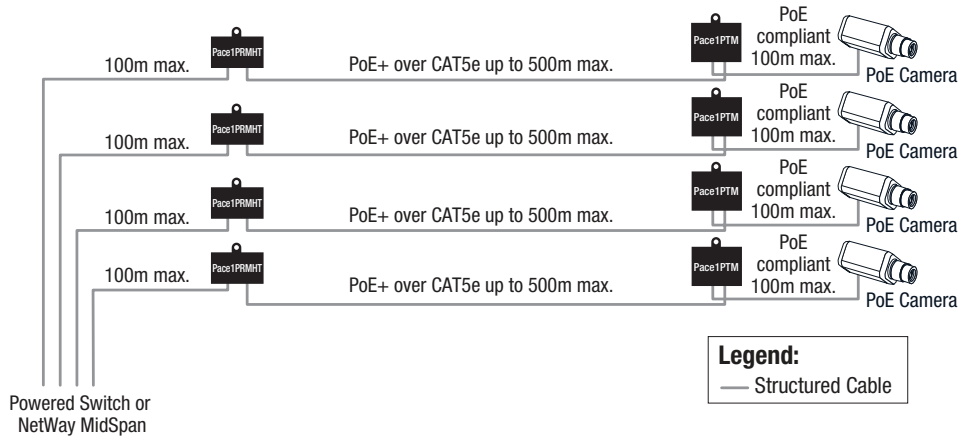 PoE
compliant
100m max.
Pace1PRMHT
Pace1PTM
100m max.
PoE+ over CAT5e up to 500m max.
PoE Camera
PoE
compliant
100m max.
Pace1PRMHT
Pace1PTM
100m max.
PoE+ over CAT5e up to 500m max.
PoE Camera
PoE
compliant
100m max.
Pace1PRMHT
Pace1PTM
100m max.
PoE+ over CAT5e up to 500m max.
PoE Camera
PoE
compliant
100m max.
Pace1PRMHT
Pace1PTM
100m max.
PoE+ over CAT5e up to 500m max.
PoE Camera
Legend:
Structured Cable
Powered Switch or
NetWay MidSpan